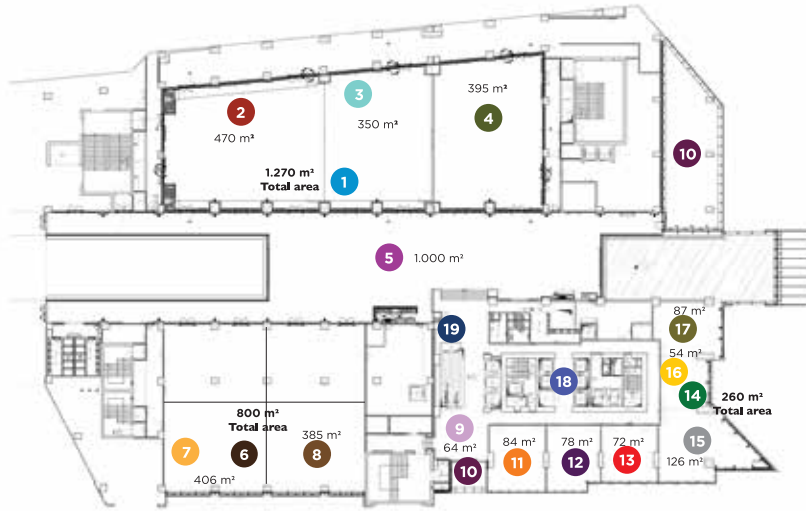 3
395 m²
2
4
470 m²
350 m²
10
1.270 m²
Total area
1
5
1.000 m²
87 m²
19
17
54 m²
16
18
14
260 m²
Total area
800 m²
Total area
9
385 m²
15
7
6
8
64 m²
84 m²
78 m²
72 m²
126 m²
10
11
12
13
406 m²